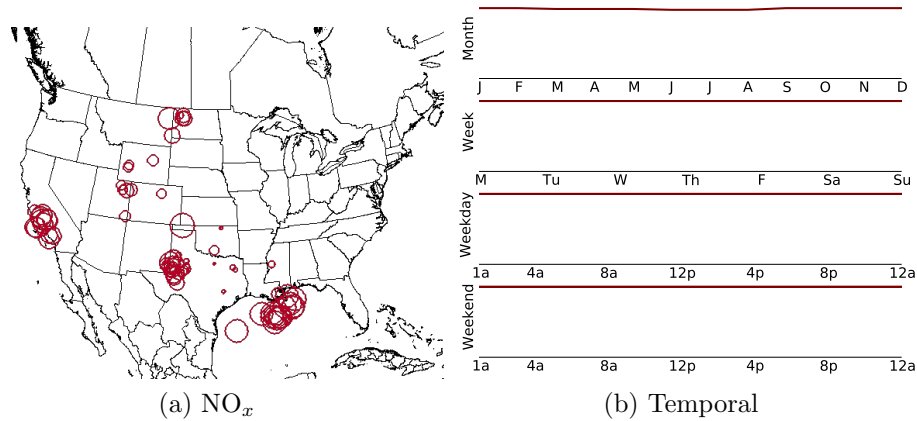 Month
J F M A M J J A S O N D
Week
M Tu W Th F Sa Su
Weekday
1a 4a 8a 12p 4p 8p 12a
Weekend
1a 4a 8a 12p 4p 8p 12a
(a) NOₓ
(b) Temporal